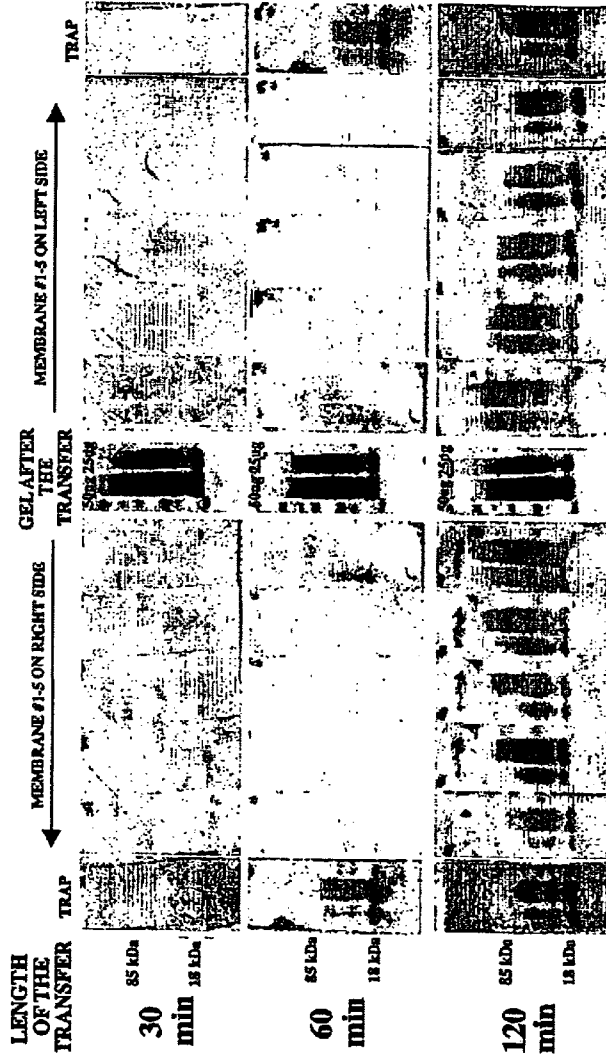 LENGTH
OF THE
TRANSFER
TRAP
MEMBRANE #1-5 ON RIGHT SIDE
GEL AFTER
THE
TRANSFER
MEMBRANE #1-5 ON LEFT SIDE
TRAP
30
min
85 kDa
18 kDa
60
min
85 kDa
18 kDa
120
min
85 kDa
18 kDa